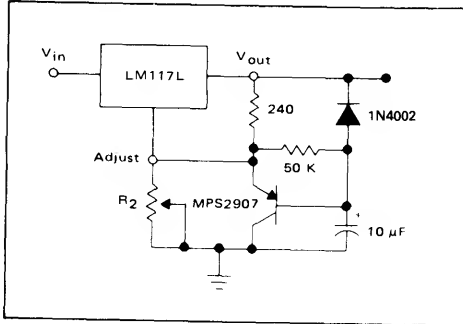 Vin
LM117L
Vout
240
1N4002
50 K
Adjust
R2
MPS2907
+
10 µF